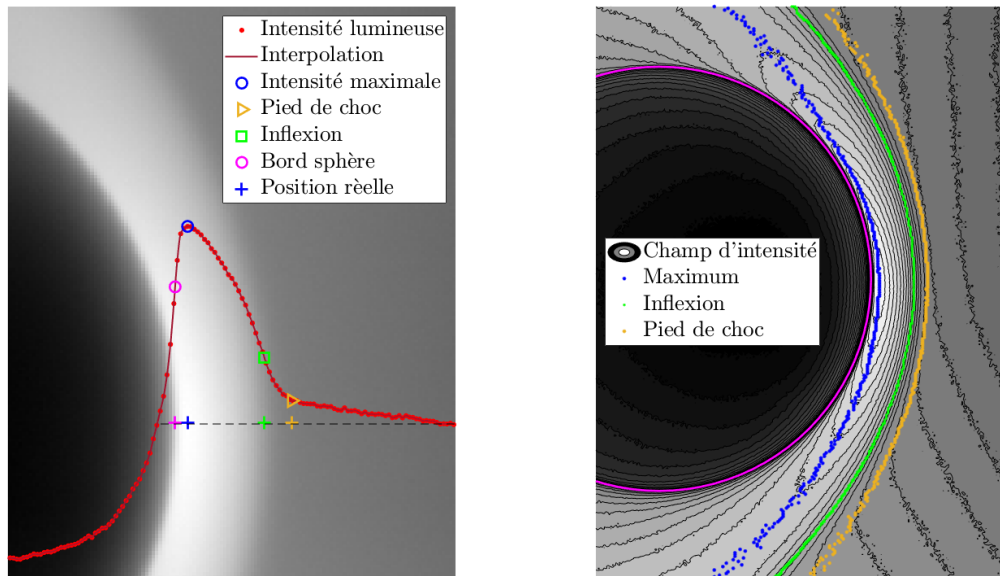 Intensité lumineuse
Interpolation
Intensité maximale
Pied de choc
Inflexion
Bord sphère
Position rèelle
Champ d'intensité
Maximum
Inflexion
Pied de choc